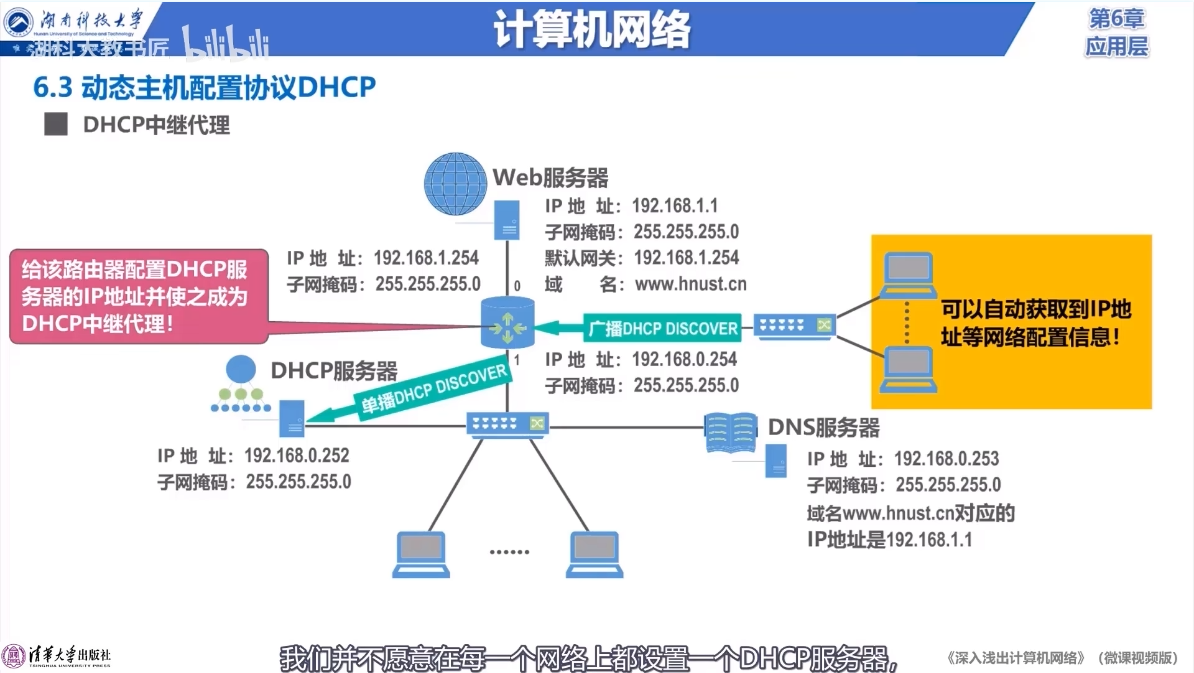 湖南科技大学
Hunan University of Science and Technology
计算机网络
第6章
应用层
湖科大教书匠 bilibili
6.3 动态主机配置协议DHCP
DHCP中继代理
Web服务器
IP 地 址：192.168.1.1
子网掩码：255.255.255.0
默认网关：192.168.1.254
域 名：www.hnust.cn
IP 地 址：192.168.1.254
子网掩码：255.255.255.0
0
给该路由器配置DHCP服
务器的IP地址并使之成为
DHCP中继代理！
广播DHCP DISCOVER
可以自动获取到IP地
址等网络配置信息！
1
IP 地 址：192.168.0.254
子网掩码：255.255.255.0
DHCP服务器
单播DHCP DISCOVER
IP 地 址：192.168.0.252
子网掩码：255.255.255.0
DNS服务器
IP 地 址：192.168.0.253
子网掩码：255.255.255.0
域名www.hnust.cn对应的
IP地址是192.168.1.1
……
清华大学出版社
TSINGHUA UNIVERSITY PRESS
我们并不愿意在每一个网络上都设置一个DHCP服务器，
《深入浅出计算机网络》（微课视频版）